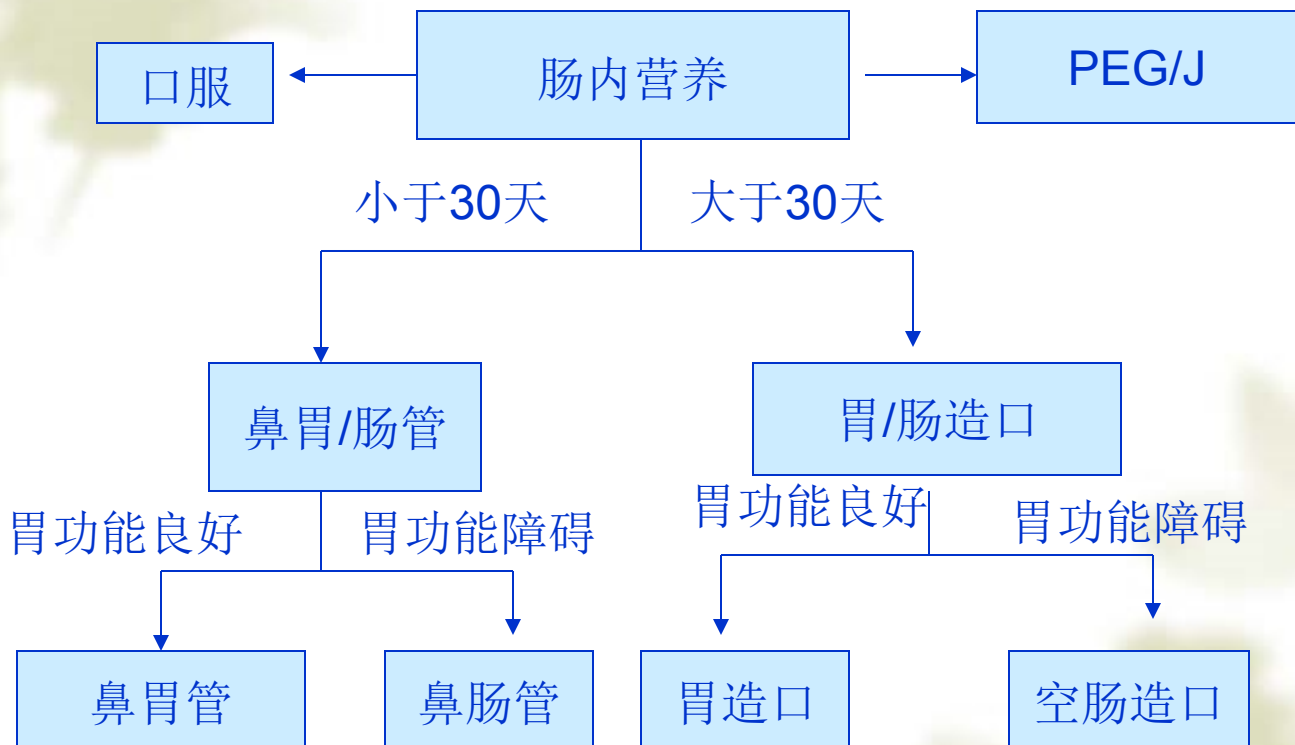 口服
肠内营养
PEG/J
小于30天
大于30天
鼻胃/肠管
胃/肠造口
胃功能良好
胃功能障碍
胃功能良好
胃功能障碍
鼻胃管
鼻肠管
胃造口
空肠造口